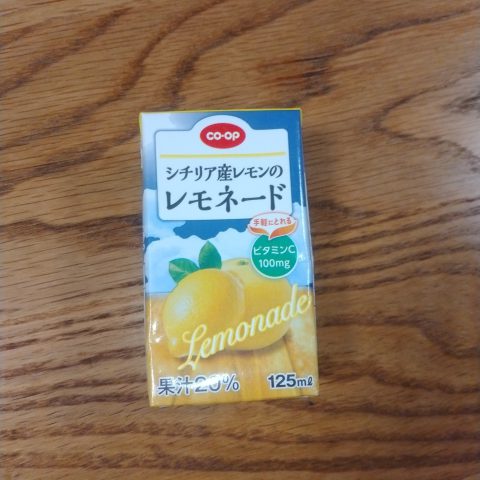 CO·OP
シチリア産レモンの
レモネード
手軽にとれる
ビタミンC
100mg
Lemonade
果汁20% 125ml